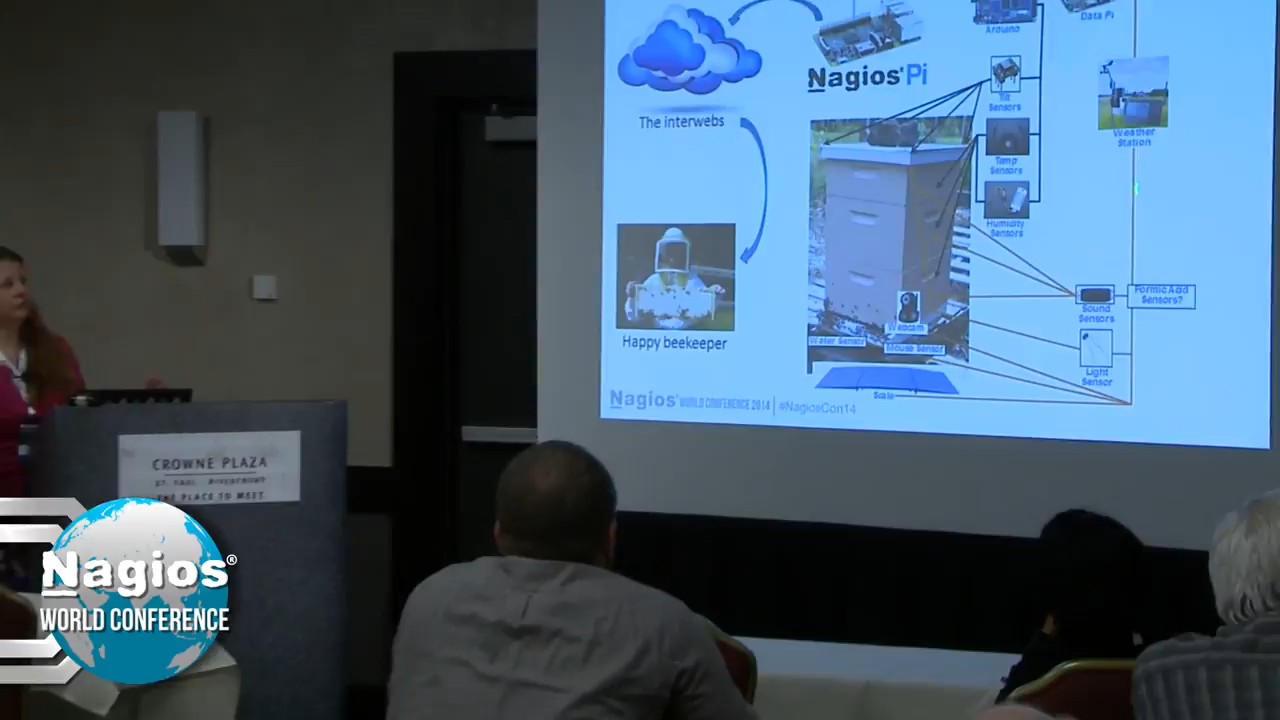 Arduino
Data Pi
Nagios® Pi
Tilt
Sensors
The interwebs
Weather
Station
Temp
Sensors
Humidity
Sensors
Formic Acid
Sensors?
Sound
Sensors
Webcam
Water Sensor
Mouse Sensor
Happy beekeeper
Light
Sensor
Scale
Nagios® WORLD CONFERENCE 2014 | #NagiosCon14
CROWNE PLAZA
ST. PAUL RIVERFRONT
THE PLACE TO MEET.
Nagios®
WORLD CONFERENCE